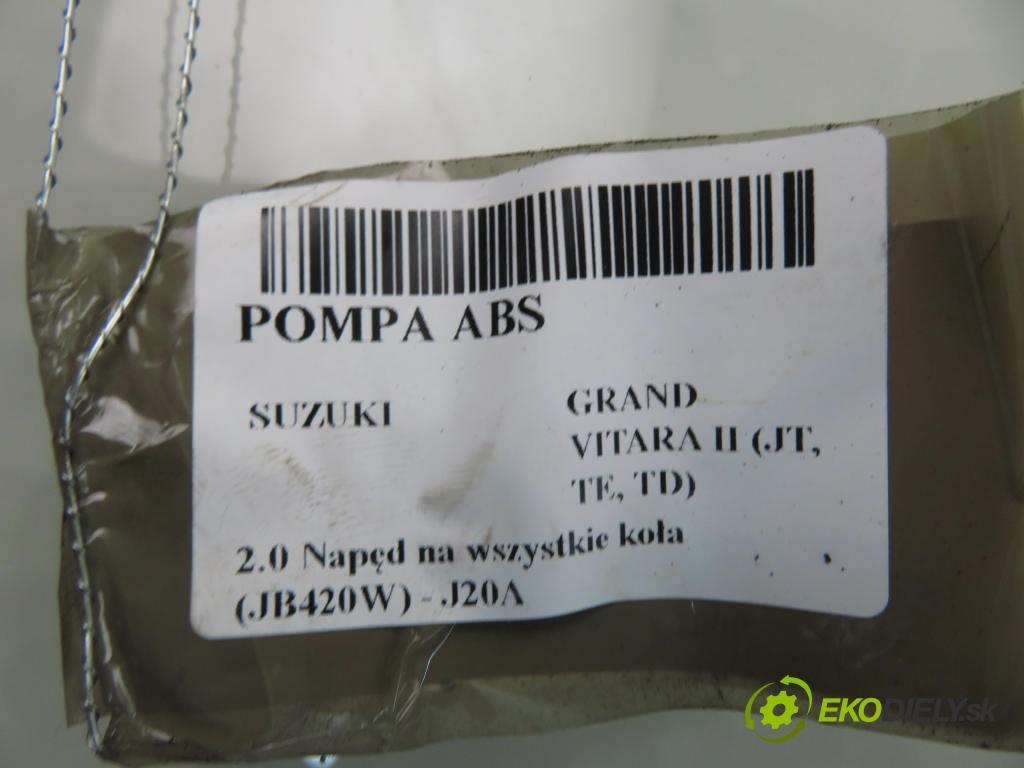 POMPA ABS
SUZUKI
GRAND
VITARA II (JT,
TE, TD)
2.0 Napęd na wszystkie koła
(JB420W) - J20A
EKODIELY.sk